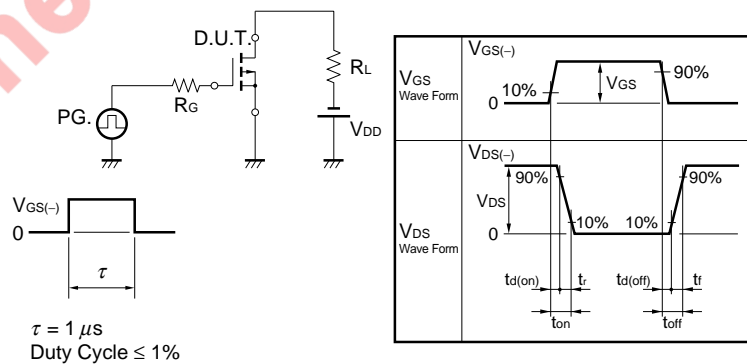 D.U.T.
RL
RG
PG.
VDD
VGS(−)
0
τ
τ = 1 μs
Duty Cycle ≤ 1%
VGS
Wave Form
VGS(−)
10%
VGS
90%
0
VDS
Wave Form
VDS(−)
90%
90%
VDS
10%
10%
0
td(on)
tr
td(off)
tf
ton
toff